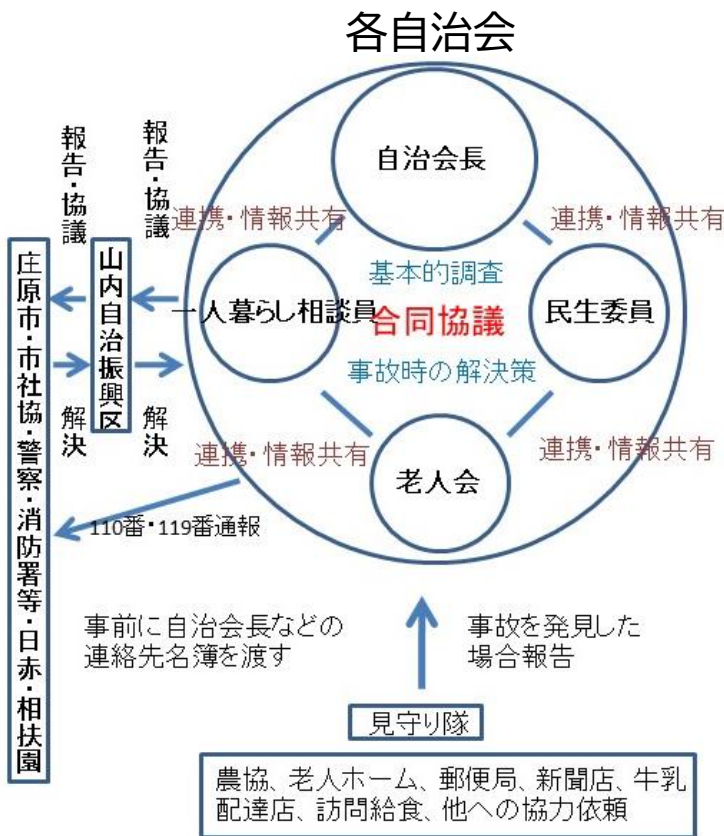 各自治会
報告・協議
報告・協議
自治会長
連携・情報共有
連携・情報共有
庄原市・市社協・警察・消防署等・日赤・相扶園
山内自治振興区
基本的調査
一人暮らし相談員
合同協議
民生委員
事故時の解決策
解決
解決
連携・情報共有
連携・情報共有
老人会
110番・119番通報
事前に自治会長などの
連絡先名簿を渡す
事故を発見した
場合報告
見守り隊
農協、老人ホーム、郵便局、新聞店、牛乳
配達店、訪問給食、他への協力依頼